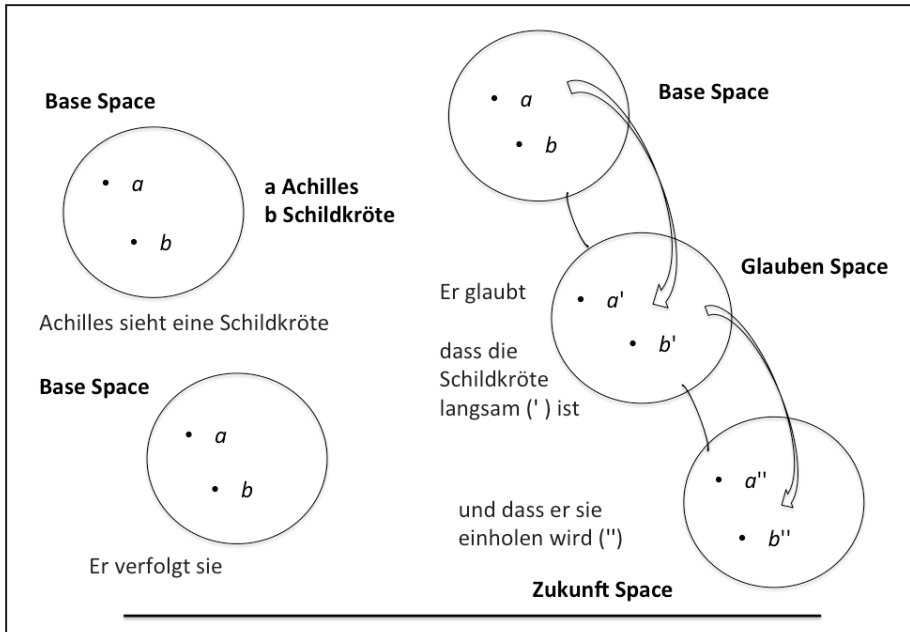 Base Space
a
b
a Achilles
b Schildkröte
Achilles sieht eine Schildkröte
Base Space
a
b
Er verfolgt sie
Base Space
a
b
Glauben Space
Er glaubt
a'
b'
dass die
Schildkröte
langsam (' ) ist
a''
b''
und dass er sie
einholen wird ('')
Zukunft Space